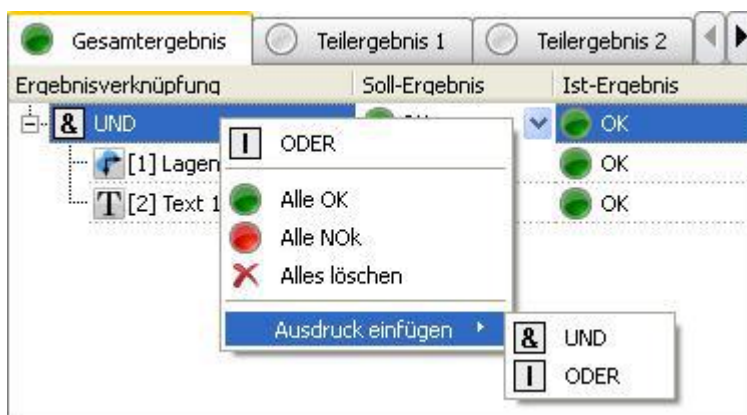 Gesamtergebnis Teilergebnis 1 Teilergebnis 2
Ergebnisverknüpfung Soll-Ergebnis Ist-Ergebnis
& UND OK
[1] Lagen OK
[2] Text 1 OK
ODER
Alle OK
Alle NOk
Alles löschen
Ausdruck einfügen
& UND
ODER